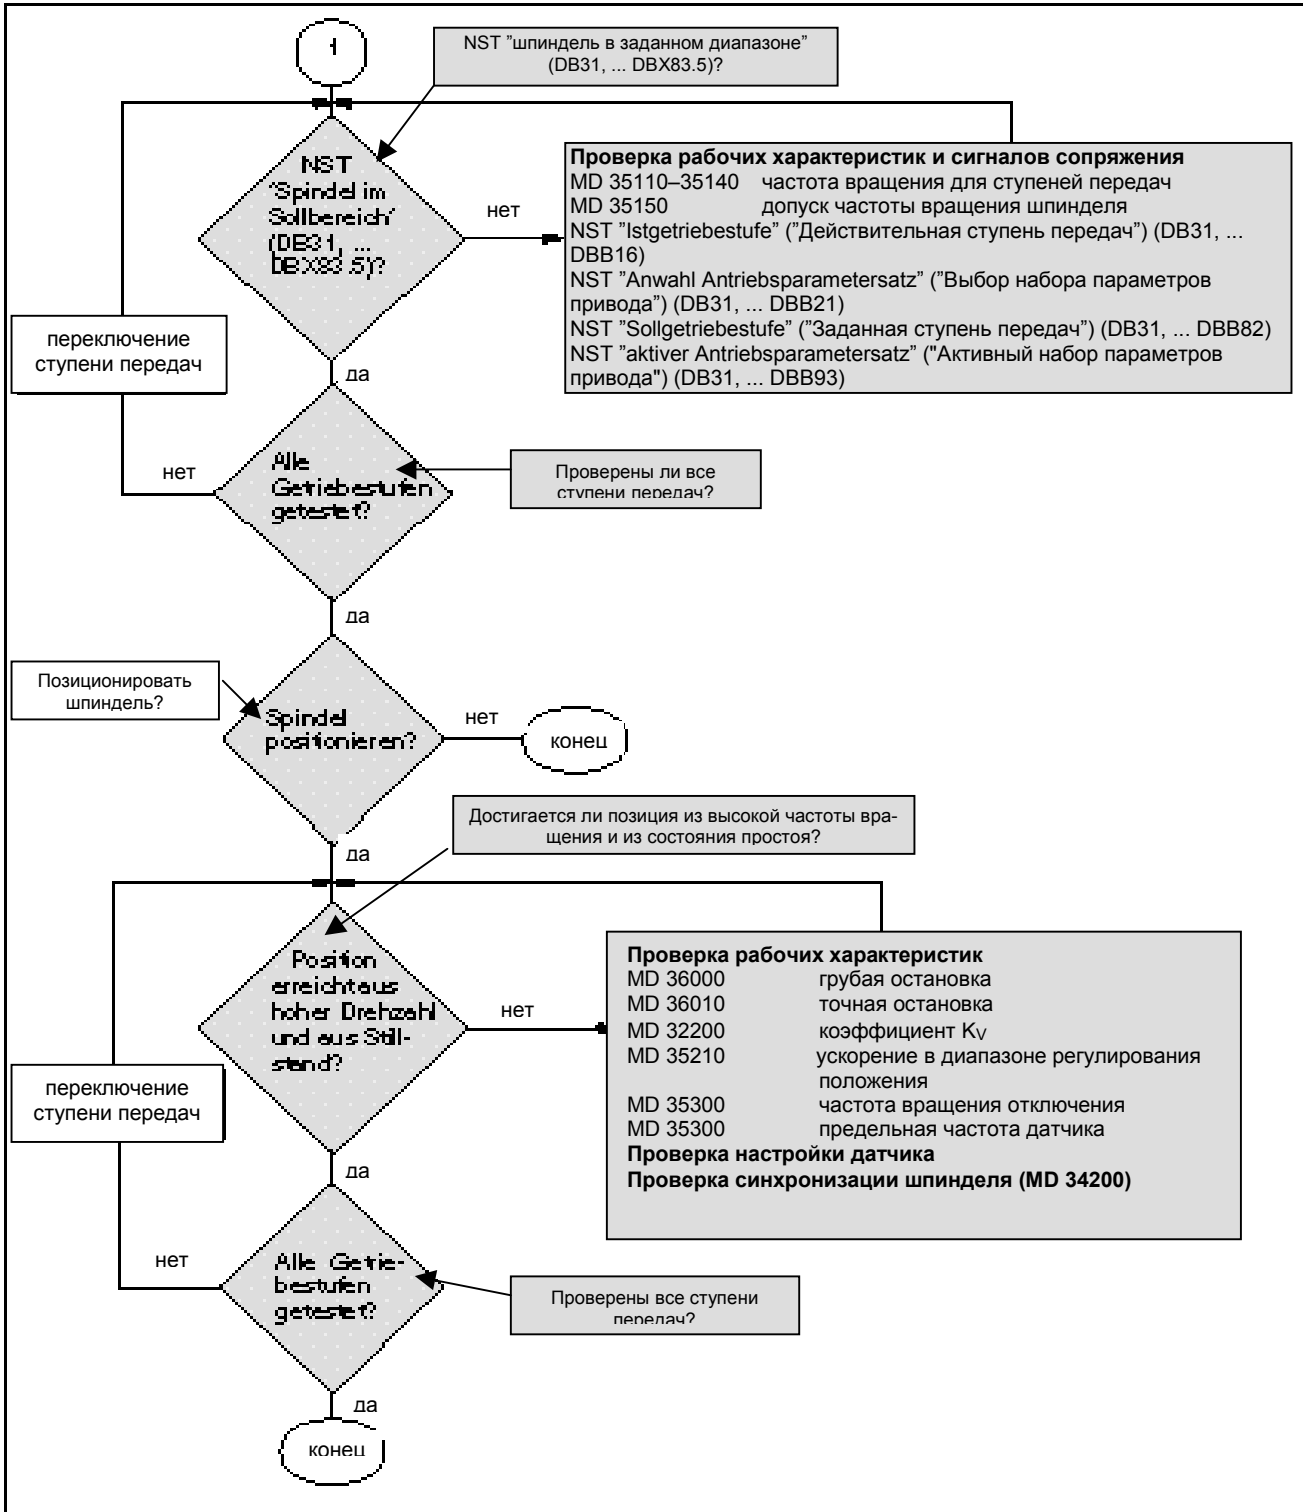 1
NST ”шпиндель в заданном диапазоне”
(DB31, ... DBX83.5)?
NST
'Spindel im
Sollbereich'
(DB31, ...
DBX83.5)?
нет
Проверка рабочих характеристик и сигналов сопряжения
MD 35110–35140 частота вращения для ступеней передач
MD 35150 допуск частоты вращения шпинделя
NST "Istgetriebestufe" ("Действительная ступень передач”) (DB31, ...
DBB16)
NST "Anwahl Antriebsparametersatz” (”Выбор набора параметров
привода”) (DB31, ... DBB21)
NST "Sollgetriebestufe” (”Заданная ступень передач”) (DB31, ... DBB82)
NST ”aktiver Antriebsparametersatz” ("Активный набор параметров
привода") (DB31, ... DBB93)
переключение
ступени передач
да
Alle
Getriebestufen
getestet?
нет
Проверены ли все
ступени передач?
да
Позиционировать
шпиндель?
Spindel
positionieren?
нет
конец
Достигается ли позиция из высокой частоты вра-
щения и из состояния простоя?
да
Position
erreicht aus
hoher Drehzahl
und aus Still-
stand?
нет
Проверка рабочих характеристик
MD 36000 грубая остановка
MD 36010 точная остановка
MD 32200 коэффициент KV
MD 35210 ускорение в диапазоне регулирования
положения
MD 35300 частота вращения отключения
MD 35300 предельная частота датчика
Проверка настройки датчика
Проверка синхронизации шпинделя (MD 34200)
переключение
ступени передач
да
нет
Alle Getrie-
bestufen
getestet?
Проверены все ступени
передач?
да
конец